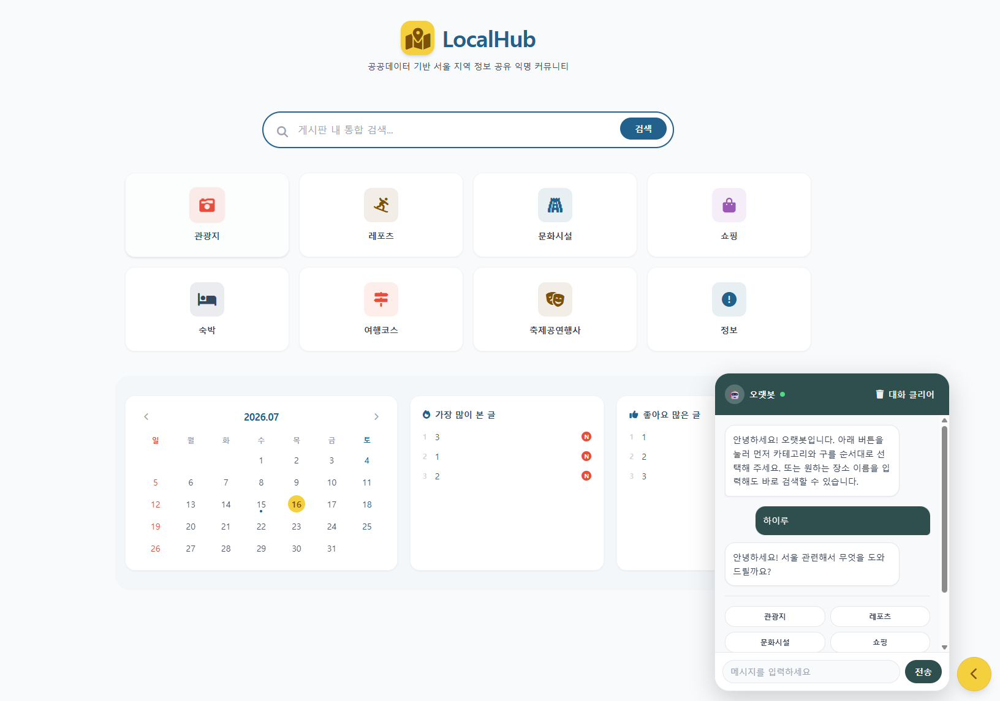 LocalHub
공공데이터 기반 서울 지역 정보 공유 익명 커뮤니티
게시판 내 통합 검색...
검색
관광지
레포츠
문화시설
쇼핑
숙박
여행코스
축제공연행사
정보
2026.07
일 월 화 수 목 금 토
1 2 3 4
5 6 7 8 9 10 11
12 13 14 15 16 17 18
19 20 21 22 23 24 25
26 27 28 29 30 31
가장 많이 본 글
1 3 N
2 1 N
3 2 N
좋아요 많은 글
1 1
2 2
3 3
오랫봇
대화 클리어
안녕하세요! 오랫봇입니다. 아래 버튼을
눌러 먼저 카테고리와 구를 순서대로 선
택해 주세요. 또는 원하는 장소 이름을 입
력해도 바로 검색할 수 있습니다.
하이루
안녕하세요! 서울 관련해서 무엇을 도와
드릴까요?
관광지
레포츠
문화시설
쇼핑
메시지를 입력하세요
전송